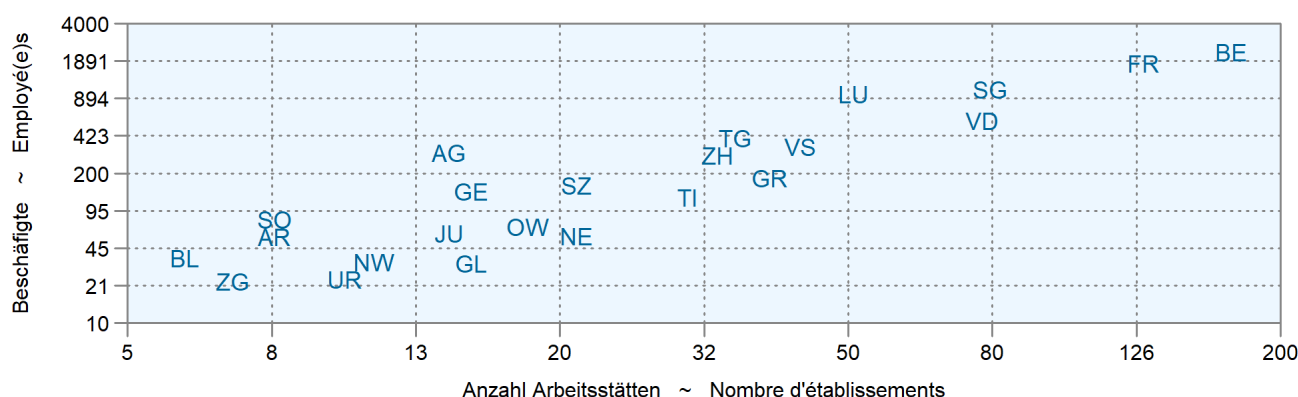 Beschäfigte ~ Employé(e)s
4000
1891
894
423
200
95
45
21
10
BE
FR
SG
LU
VD
TG
VS
AG
ZH
GR
SZ
GE
TI
SO
OW
AR
JU
NE
BL
NW
GL
ZG
UR
5 8 13 20 32 50 80 126 200
Anzahl Arbeitsstätten ~ Nombre d'établissements